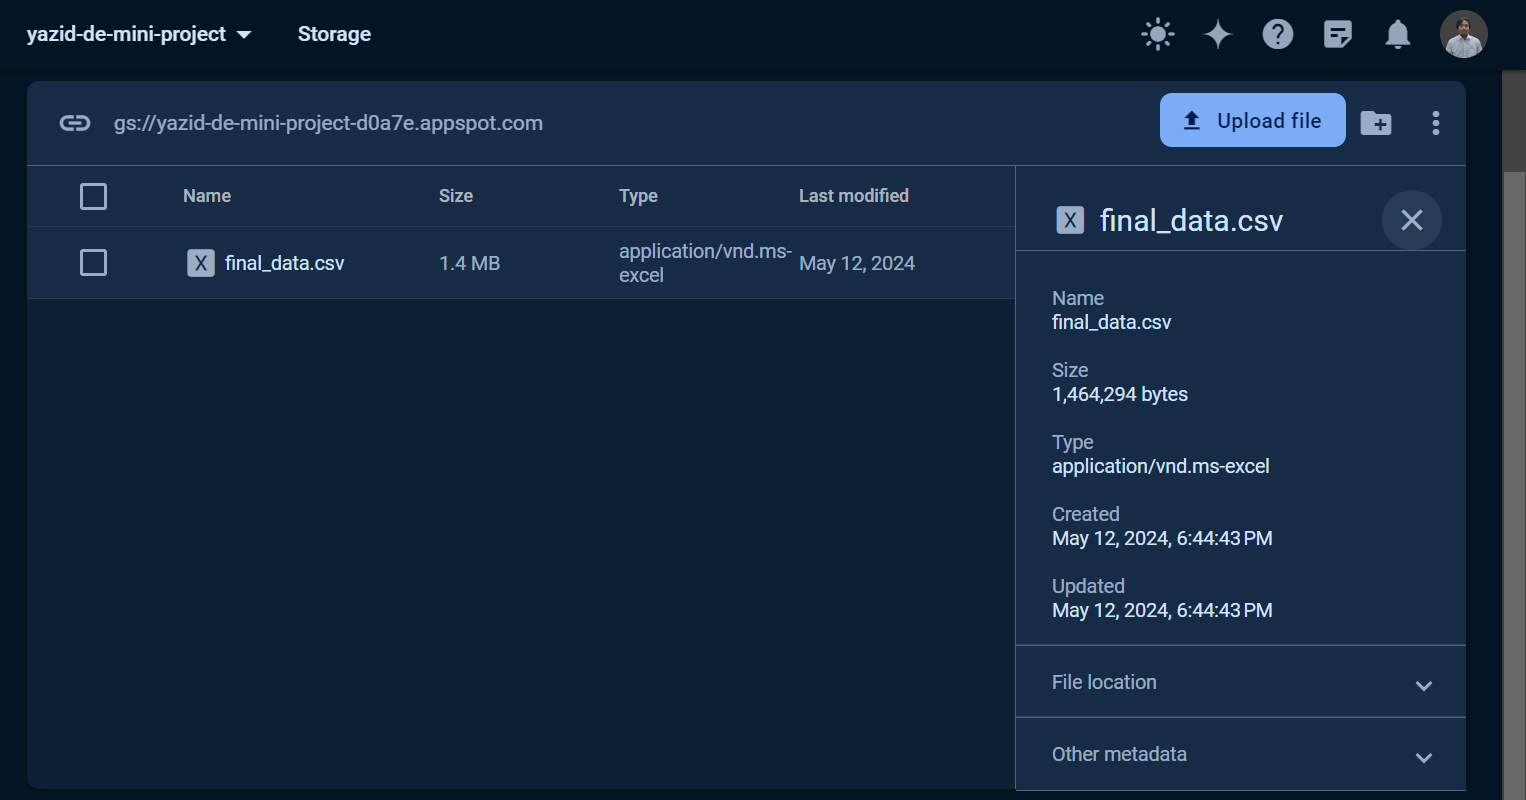 yazid-de-mini-project Storage
gs://yazid-de-mini-project-d0a7e.appspot.com
Upload file
Name Size Type Last modified
X final_data.csv 1.4 MB application/vnd.ms-
excel May 12, 2024
X final_data.csv
Name
final_data.csv
Size
1,464,294 bytes
Type
application/vnd.ms-excel
Created
May 12, 2024, 6:44:43 PM
Updated
May 12, 2024, 6:44:43 PM
File location
Other metadata